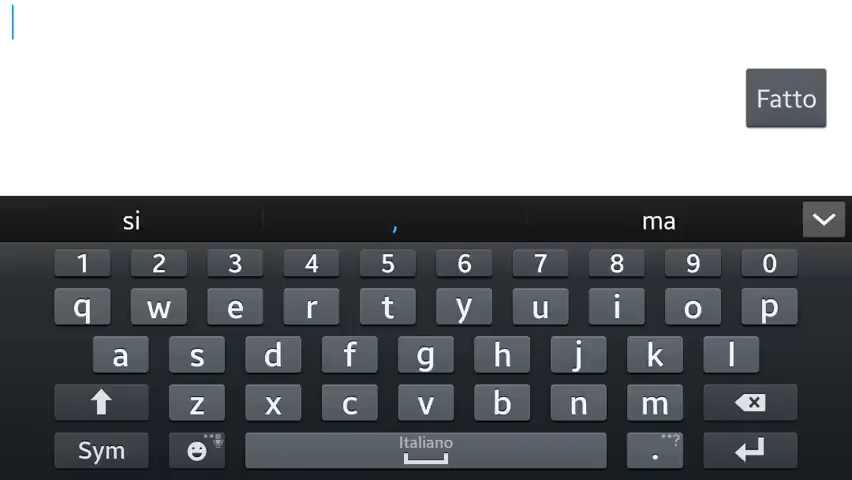 Fatto
si , ma
1 2 3 4 5 6 7 8 9 0
q w e r t y u i o p
a s d f g h j k l
z x c v b n m
Sym Italiano . ?